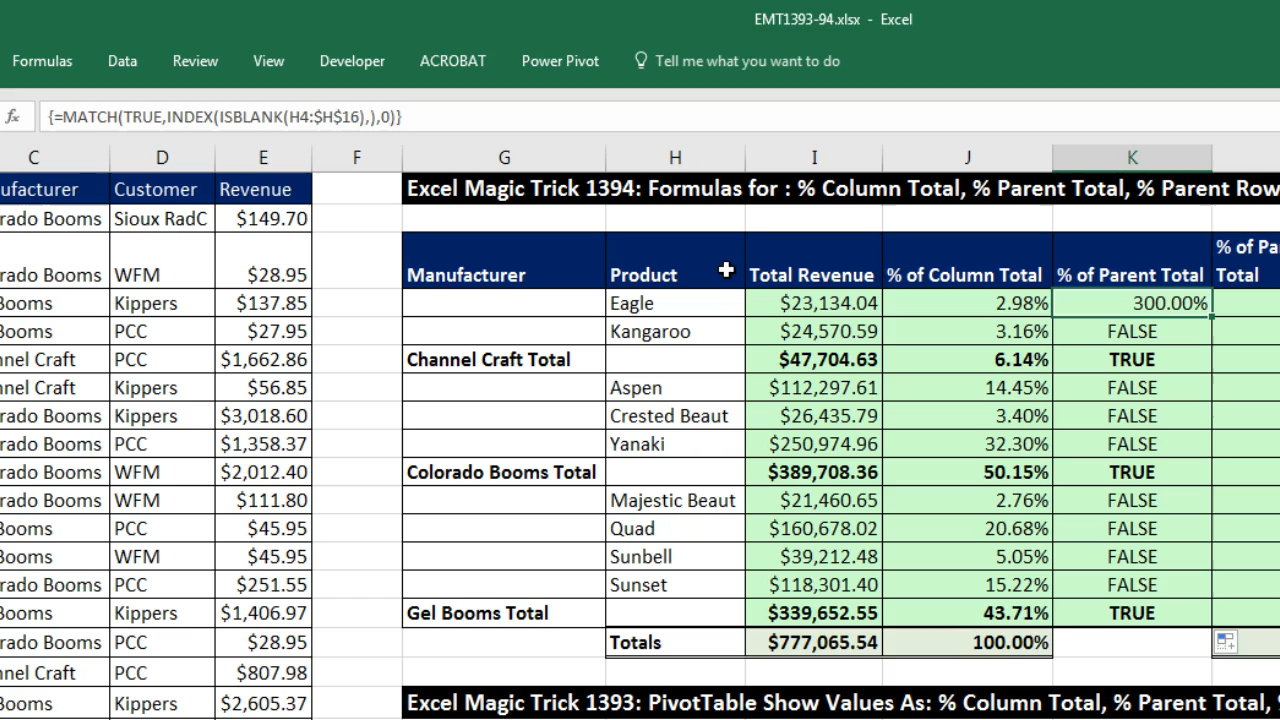 EMT1393-94.xlsx - Excel
Formulas Data Review View Developer ACROBAT Power Pivot Tell me what you want to do
fx {=MATCH(TRUE,INDEX(ISBLANK(H4:$H$16),),0)}
C D E F G H I J K
ufacturer Customer Revenue Excel Magic Trick 1394: Formulas for : % Column Total, % Parent Total, % Parent Row
rado Booms Sioux RadC $149.70
% of Pa
rado Booms WFM $28.95 Manufacturer Product Total Revenue % of Column Total % of Parent Total Total
Booms Kippers $137.85 Eagle $23,134.04 2.98% 300.00%
Booms PCC $27.95 Kangaroo $24,570.59 3.16% FALSE
nnel Craft PCC $1,662.86 Channel Craft Total $47,704.63 6.14% TRUE
nnel Craft Kippers $56.85 Aspen $112,297.61 14.45% FALSE
rado Booms Kippers $3,018.60 Crested Beaut $26,435.79 3.40% FALSE
rado Booms PCC $1,358.37 Yanaki $250,974.96 32.30% FALSE
rado Booms WFM $2,012.40 Colorado Booms Total $389,708.36 50.15% TRUE
rado Booms WFM $111.80 Majestic Beaut $21,460.65 2.76% FALSE
Booms PCC $45.95 Quad $160,678.02 20.68% FALSE
Booms WFM $45.95 Sunbell $39,212.48 5.05% FALSE
rado Booms PCC $251.55 Sunset $118,301.40 15.22% FALSE
Booms Kippers $1,406.97 Gel Booms Total $339,652.55 43.71% TRUE
rado Booms PCC $28.95 Totals $777,065.54 100.00%
nnel Craft PCC $807.98
Booms Kippers $2,605.37 Excel Magic Trick 1393: PivotTable Show Values As: % Column Total, % Parent Total,